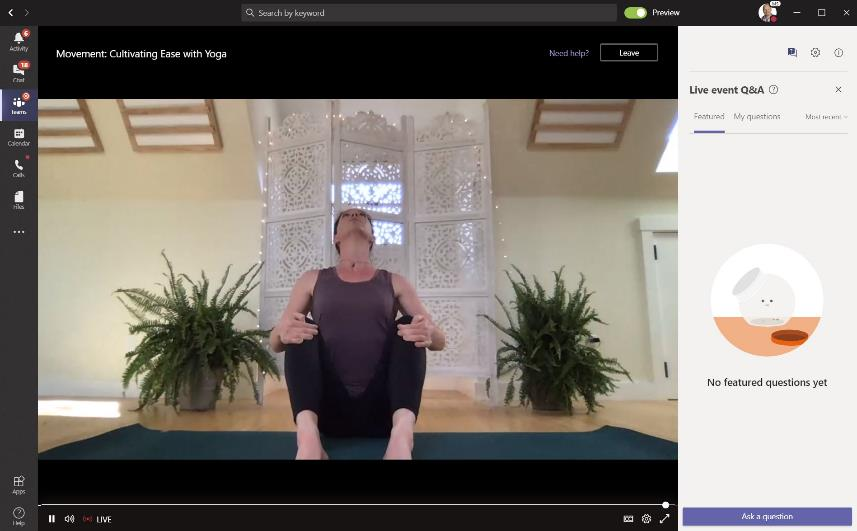 Search by keyword
Preview
6
Activity
18
Chat
Teams
Calendar
Calls
Files
Apps
Help
Movement: Cultivating Ease with Yoga
Need help?
Leave
LIVE
Live event Q&A
Featured
My questions
Most recent
No featured questions yet
Ask a question